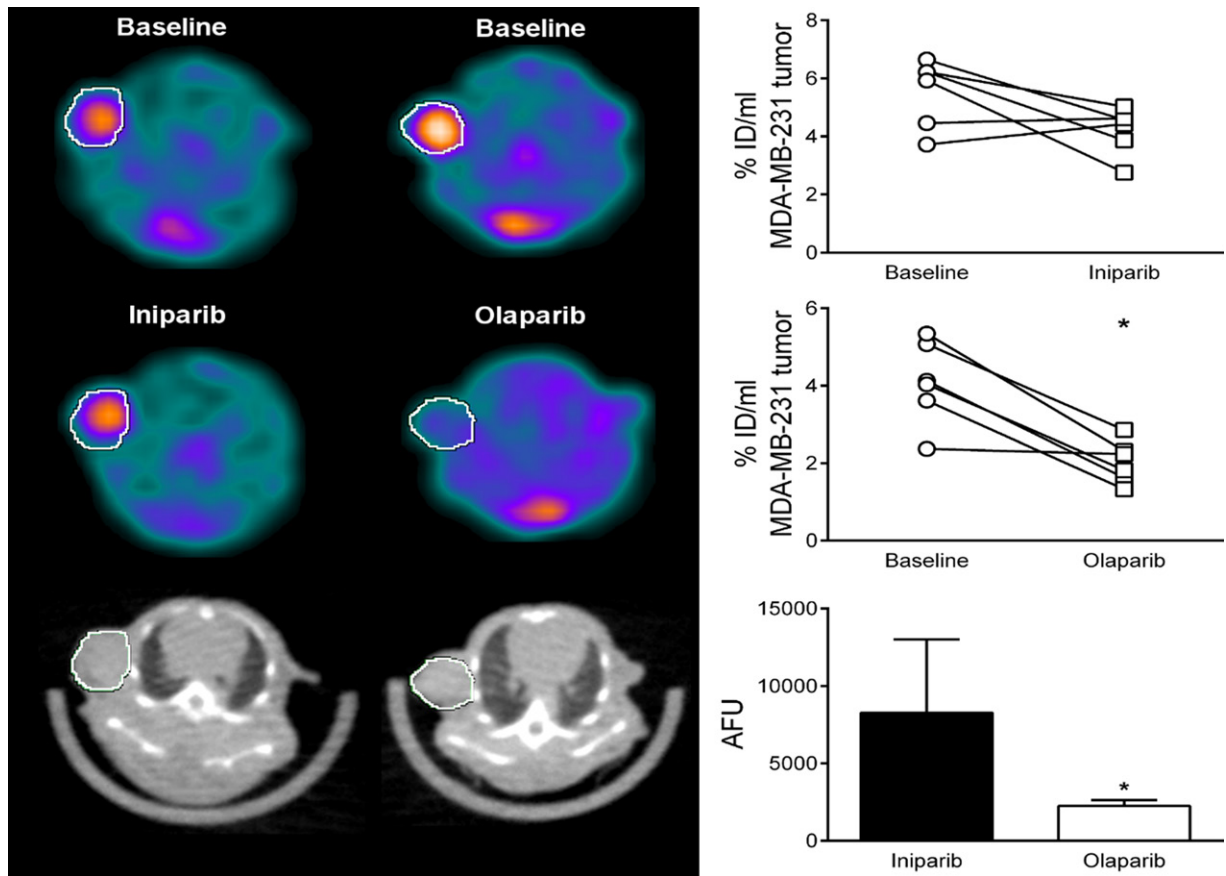 Baseline
Baseline
Iniparib
Olaparib
% ID/ml
MDA-MB-231 tumor
8
6
4
2
0
Baseline
Iniparib
% ID/ml
MDA-MB-231 tumor
6
4
2
0
*
Baseline
Olaparib
AFU
15000
10000
5000
0
*
Iniparib
Olaparib